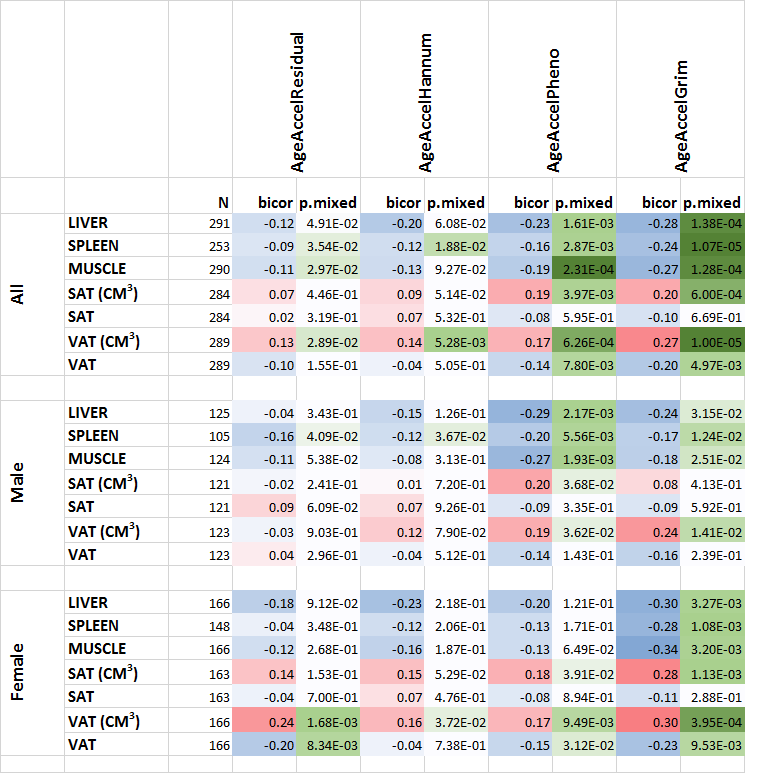 AgeAccelResidual AgeAccelHannum AgeAccelPheno AgeAccelGrim
N bicor p.mixed bicor p.mixed bicor p.mixed bicor p.mixed
All
LIVER 291 -0.12 4.91E-02 -0.20 6.08E-02 -0.23 1.61E-03 -0.28 1.38E-04
SPLEEN 253 -0.09 3.54E-02 -0.12 1.88E-02 -0.16 2.87E-03 -0.24 1.07E-05
MUSCLE 290 -0.11 2.97E-02 -0.13 9.27E-02 -0.19 2.31E-04 -0.27 1.28E-04
SAT (CM³) 284 0.07 4.46E-01 0.09 5.14E-02 0.19 3.97E-03 0.20 6.00E-04
SAT 284 0.02 3.19E-01 0.07 5.32E-01 -0.08 5.95E-01 -0.10 6.69E-01
VAT (CM³) 289 0.13 2.89E-02 0.14 5.28E-03 0.17 6.26E-04 0.27 1.00E-05
VAT 289 -0.10 1.55E-01 -0.04 5.05E-01 -0.14 7.80E-03 -0.20 4.97E-03
Male
LIVER 125 -0.04 3.43E-01 -0.15 1.26E-01 -0.29 2.17E-03 -0.24 3.15E-02
SPLEEN 105 -0.16 4.09E-02 -0.12 3.67E-02 -0.20 5.56E-03 -0.17 1.24E-02
MUSCLE 124 -0.11 5.38E-02 -0.08 3.13E-01 -0.27 1.93E-03 -0.18 2.51E-02
SAT (CM³) 121 -0.02 2.41E-01 0.01 7.20E-01 0.20 3.68E-02 0.08 4.13E-01
SAT 121 0.09 6.09E-02 0.07 9.26E-01 -0.09 3.35E-01 -0.09 5.92E-01
VAT (CM³) 123 -0.03 9.03E-01 0.12 7.90E-02 0.19 3.62E-02 0.24 1.41E-02
VAT 123 0.04 2.96E-01 -0.04 5.12E-01 -0.14 1.43E-01 -0.16 2.39E-01
Female
LIVER 166 -0.18 9.12E-02 -0.23 2.18E-01 -0.20 1.21E-01 -0.30 3.27E-03
SPLEEN 148 -0.04 3.48E-01 -0.12 2.06E-01 -0.13 1.71E-01 -0.28 1.08E-03
MUSCLE 166 -0.12 2.68E-01 -0.16 1.87E-01 -0.13 6.49E-02 -0.34 3.20E-03
SAT (CM³) 163 0.14 1.53E-01 0.15 5.29E-02 0.18 3.91E-02 0.28 1.13E-03
SAT 163 -0.04 7.00E-01 0.07 4.76E-01 -0.08 8.94E-01 -0.11 2.88E-01
VAT (CM³) 166 0.24 1.68E-03 0.16 3.72E-02 0.17 9.49E-03 0.30 3.95E-04
VAT 166 -0.20 8.34E-03 -0.04 7.38E-01 -0.15 3.12E-02 -0.23 9.53E-03